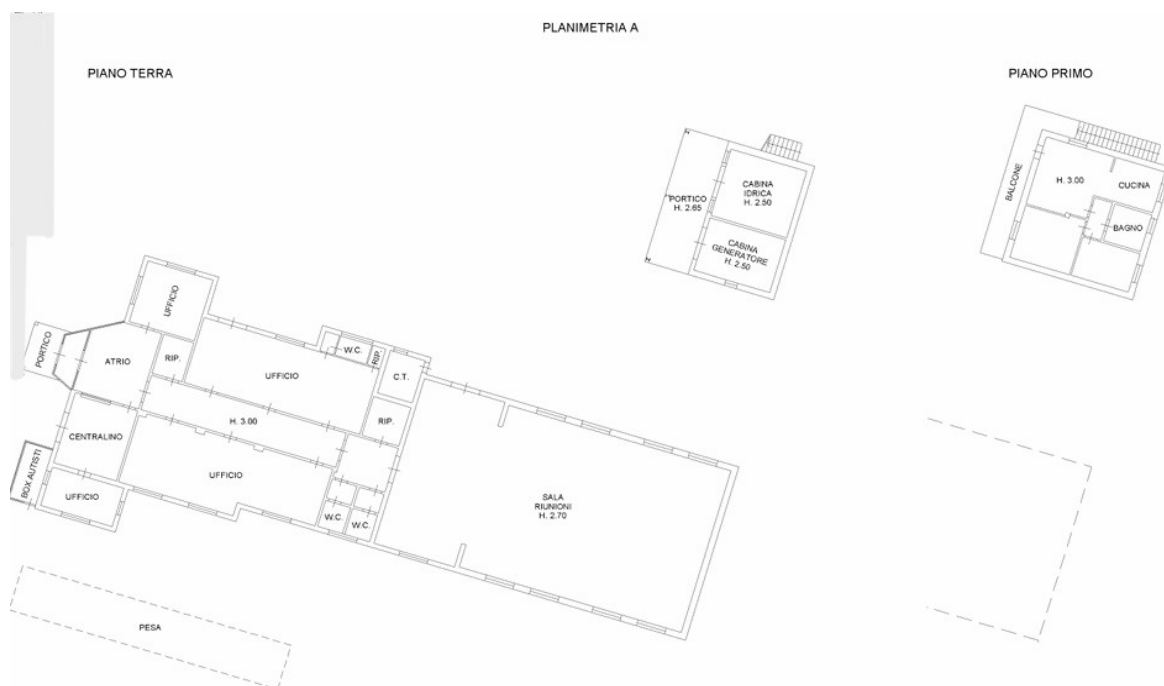 PLANIMETRIA A
PIANO TERRA
PIANO PRIMO
BALCONE
H. 3.00
CUCINA
BAGNO
CABINA
IDRICA
H. 2.50
PORTICO
H. 2.65
CABINA
GENERATORE
H. 2.50
UFFICIO
PORTICO
ATRIO
RIP.
UFFICIO
W.C.
RIP.
C.T.
RIP.
H. 3.00
CENTRALINO
BOX AUTISTI
UFFICIO
UFFICIO
W.C.
W.C.
SALA
RIUNIONI
H. 2.70
PESA